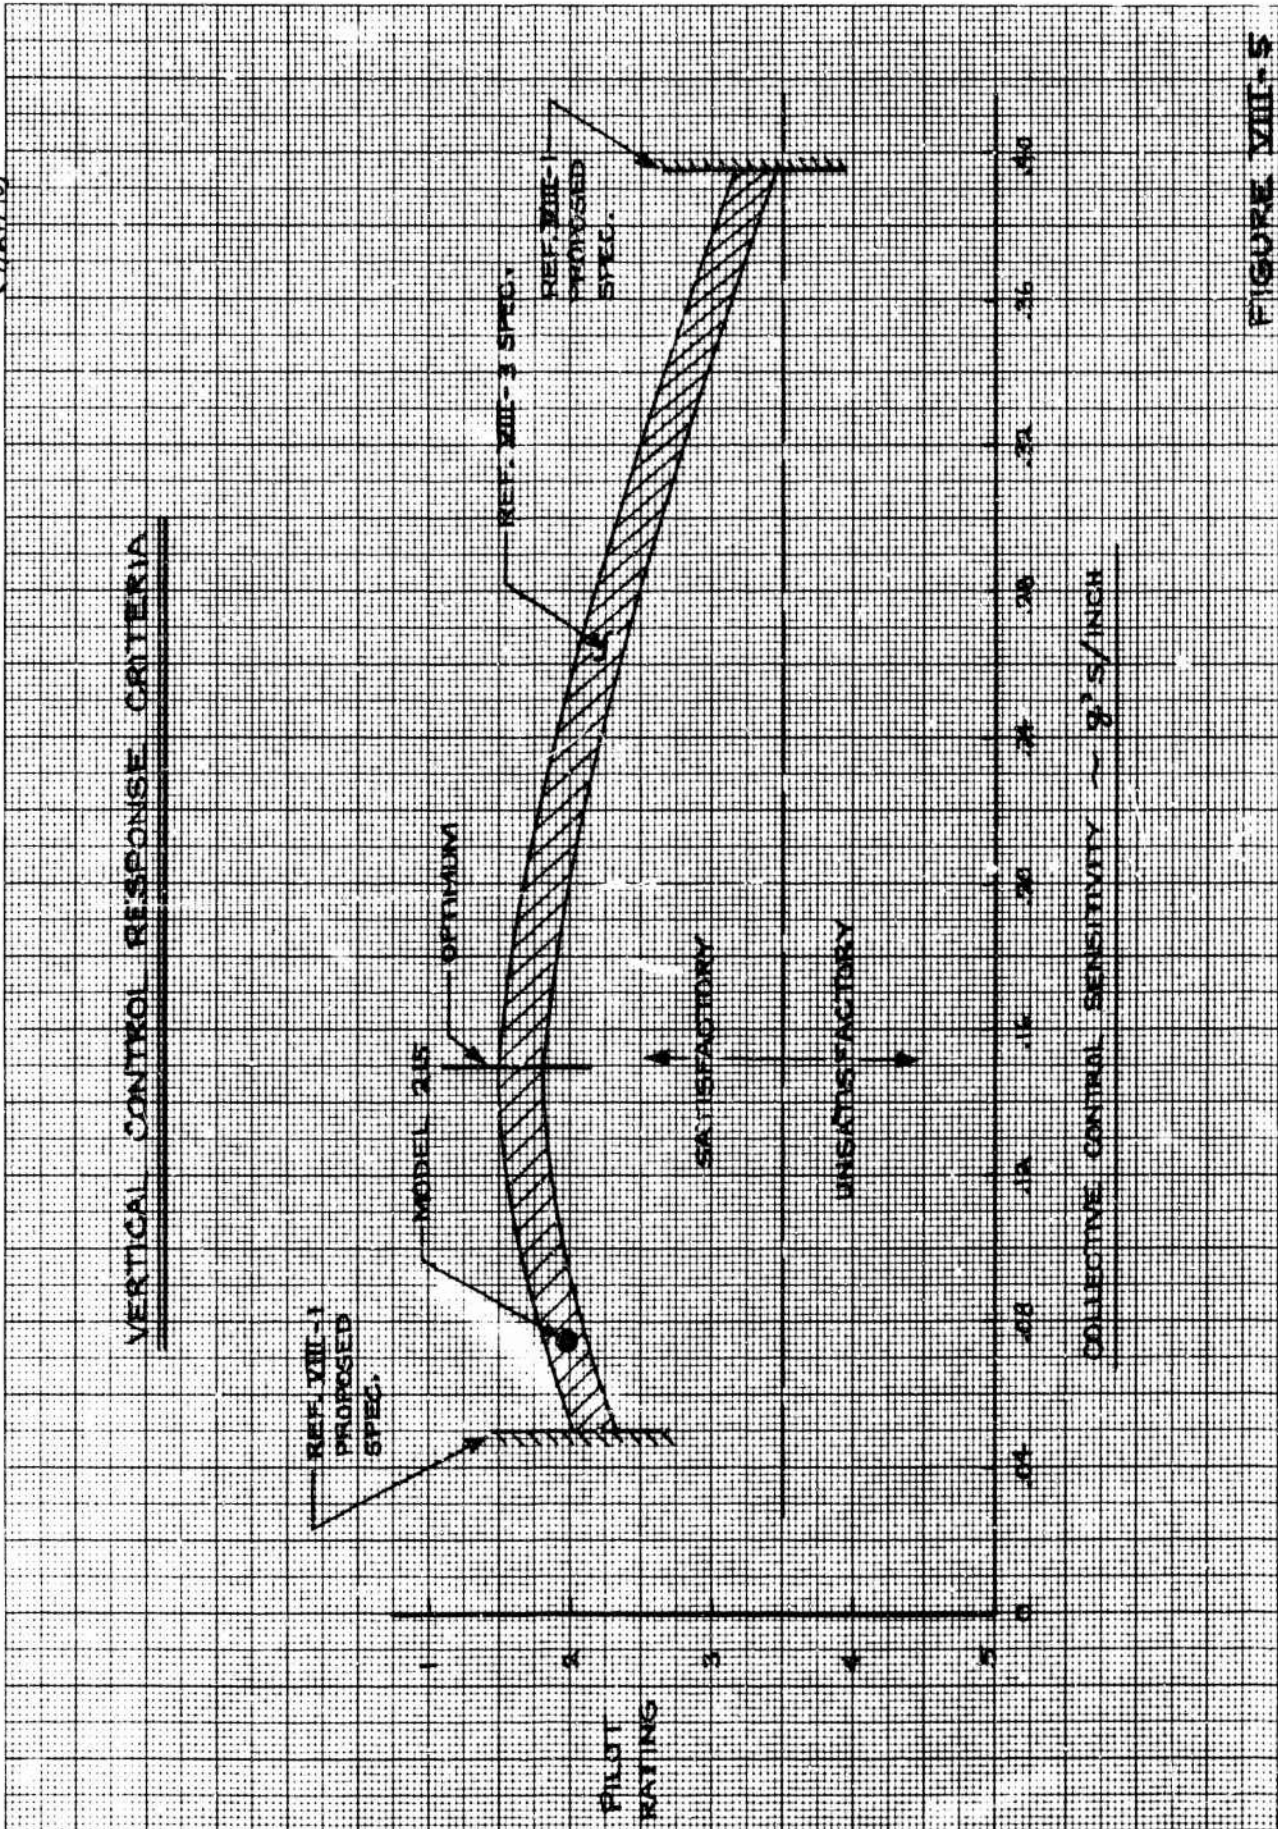 VERTICAL CONTROL RESPONSE CRITERIA
REF. VIII-1
PROPOSED
SPEC.
MODEL 215
OPTIMUM
REF. VIII-3 SPEC.
REF. VIII-1
PROPOSED
SPEC.
PILOT
RATING
1
2
3
4
5
SATISFACTORY
UNSATISFACTORY
0
.04
.08
.12
.16
.20
.24
.28
.32
.36
.40
COLLECTIVE CONTROL SENSITIVITY ~ g's/INCH
FIGURE VIII-5